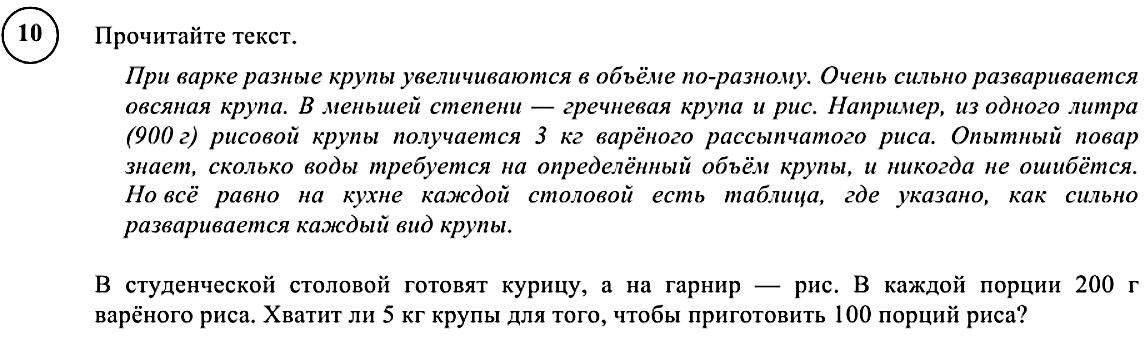 10
Прочитайте текст.
При варке разные крупы увеличиваются в объёме по-разному. Очень сильно разваривается
овсяная крупа. В меньшей степени — гречневая крупа и рис. Например, из одного литра
(900 г) рисовой крупы получается 3 кг варёного рассыпчатого риса. Опытный повар
знает, сколько воды требуется на определённый объём крупы, и никогда не ошибётся.
Но всё равно на кухне каждой столовой есть таблица, где указано, как сильно
разваривается каждый вид крупы.
В студенческой столовой готовят курицу, а на гарнир — рис. В каждой порции 200 г
варёного риса. Хватит ли 5 кг крупы для того, чтобы приготовить 100 порций риса?